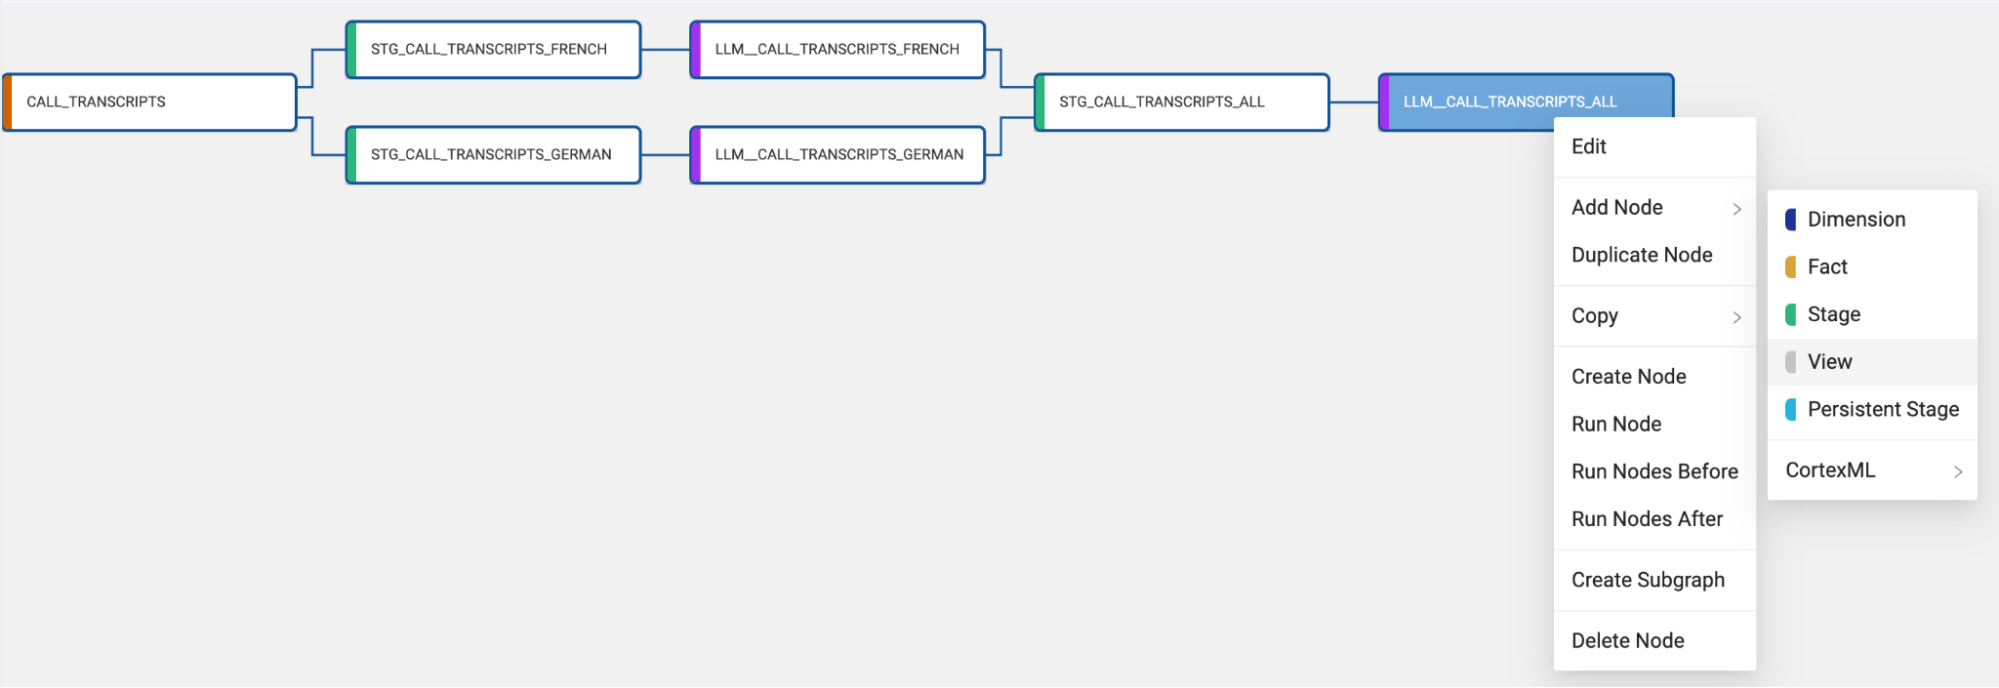 CALL_TRANSCRIPTS
STG_CALL_TRANSCRIPTS_FRENCH
LLM__CALL_TRANSCRIPTS_FRENCH
STG_CALL_TRANSCRIPTS_GERMAN
LLM__CALL_TRANSCRIPTS_GERMAN
STG_CALL_TRANSCRIPTS_ALL
LLM__CALL_TRANSCRIPTS_ALL
Edit
Add Node
Duplicate Node
Copy
Create Node
Run Node
Run Nodes Before
Run Nodes After
Create Subgraph
Delete Node
Dimension
Fact
Stage
View
Persistent Stage
CortexML